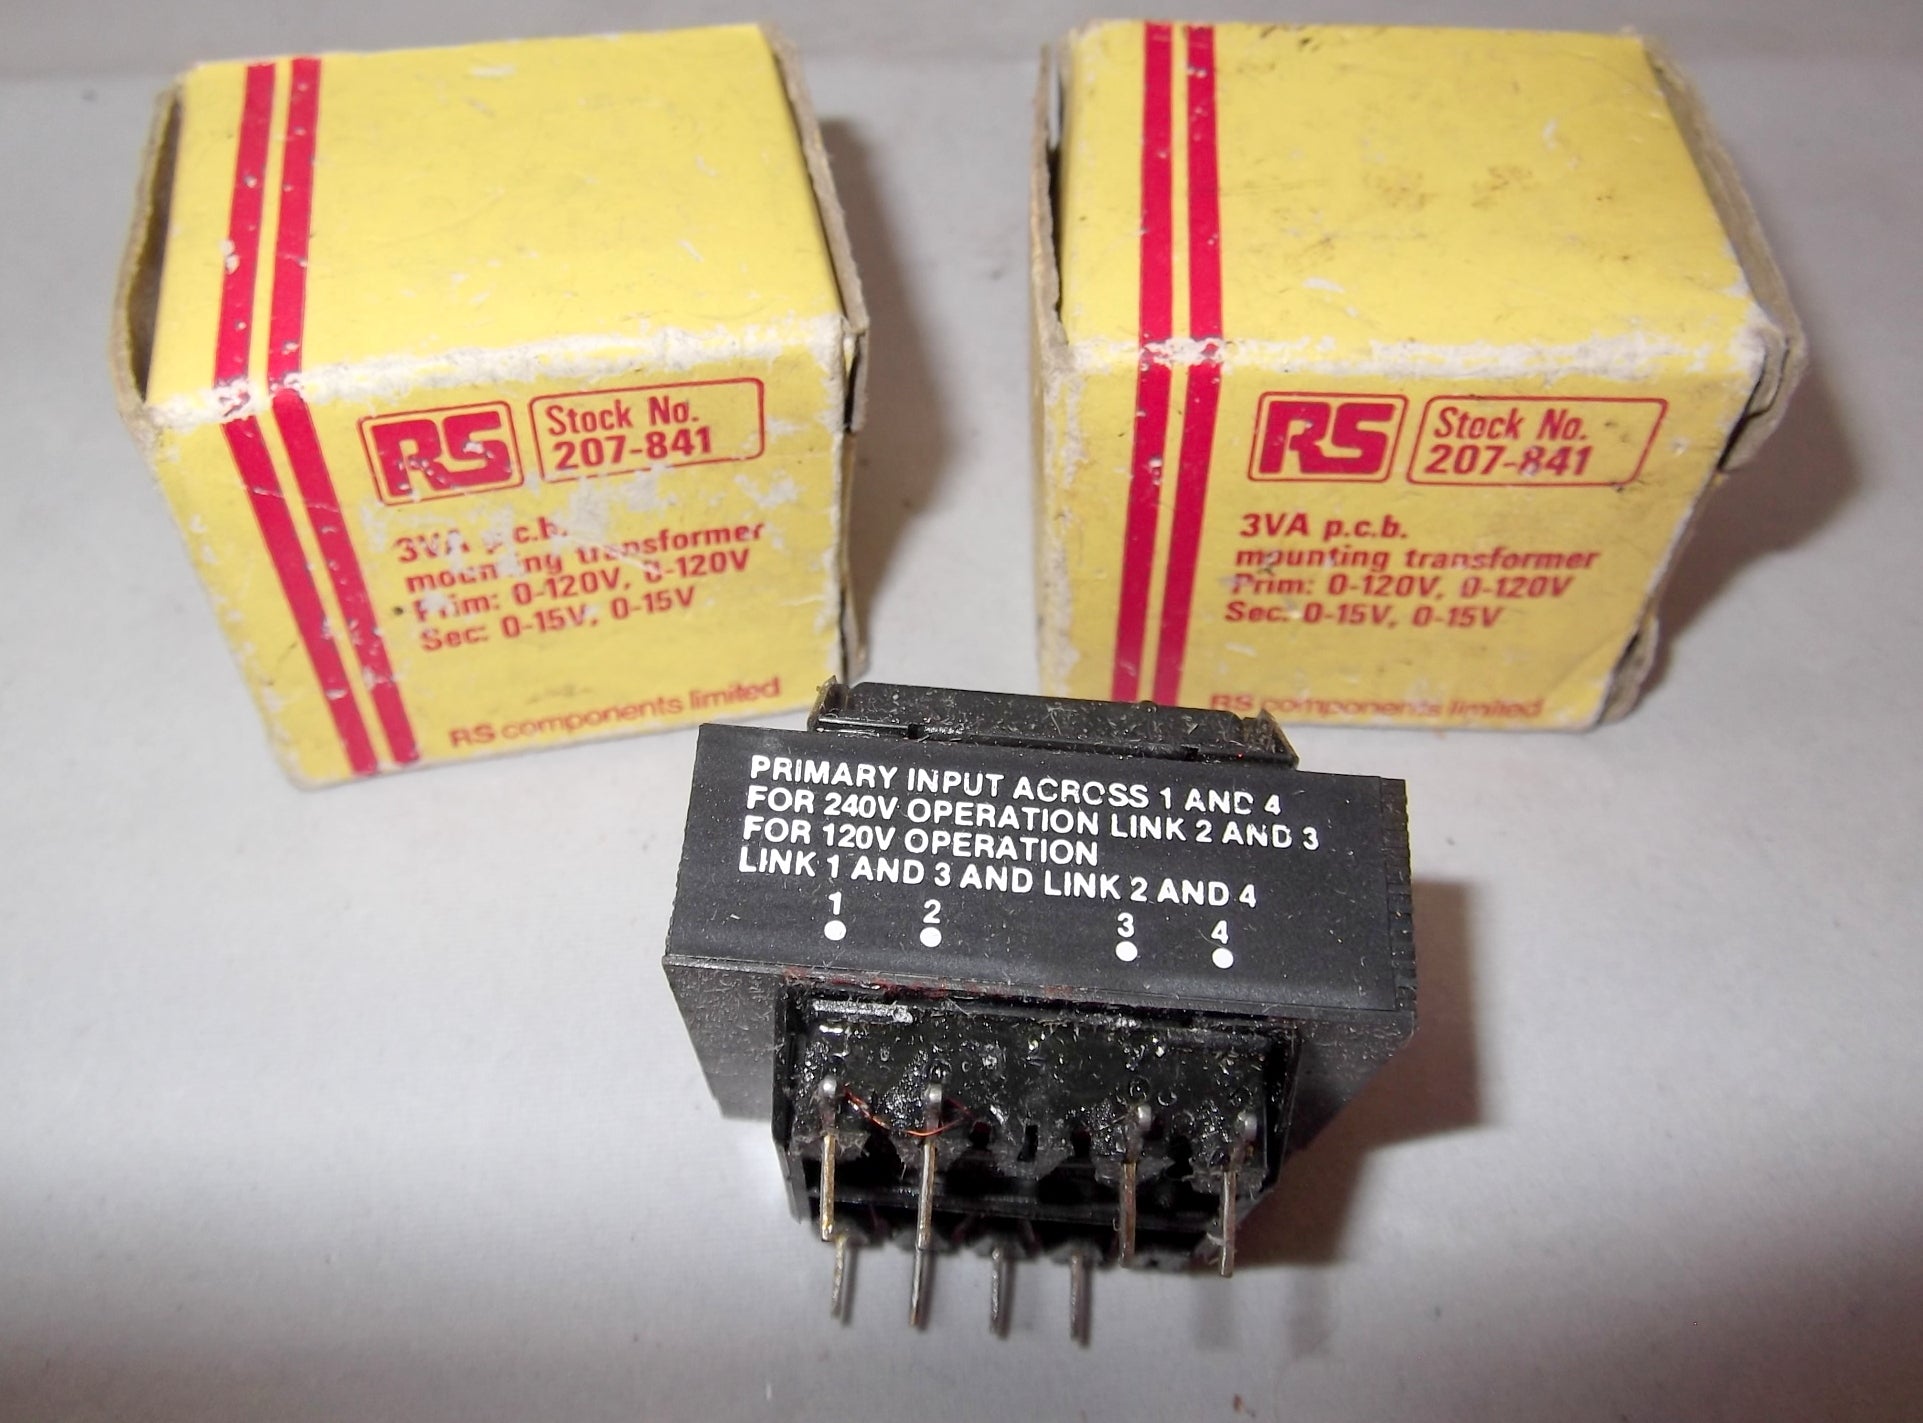 RS
Stock No.
207-841
3VA p.c.b.
mounting transformer
Prim: 0-120V, 0-120V
Sec: 0-15V, 0-15V
RS components limited
RS
Stock No.
207-841
3VA p.c.b.
mounting transformer
Prim: 0-120V, 0-120V
Sec: 0-15V, 0-15V
RS components limited
PRIMARY INPUT ACROSS 1 AND 4
FOR 240V OPERATION LINK 2 AND 3
FOR 120V OPERATION
LINK 1 AND 3 AND LINK 2 AND 4
1 2 3 4